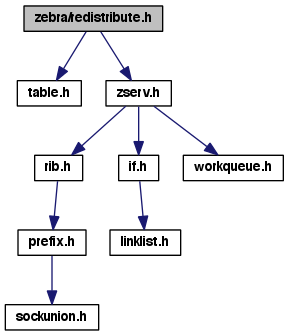 zebra/redistribute.h
table.h
zserv.h
rib.h
if.h
workqueue.h
prefix.h
linklist.h
sockunion.h